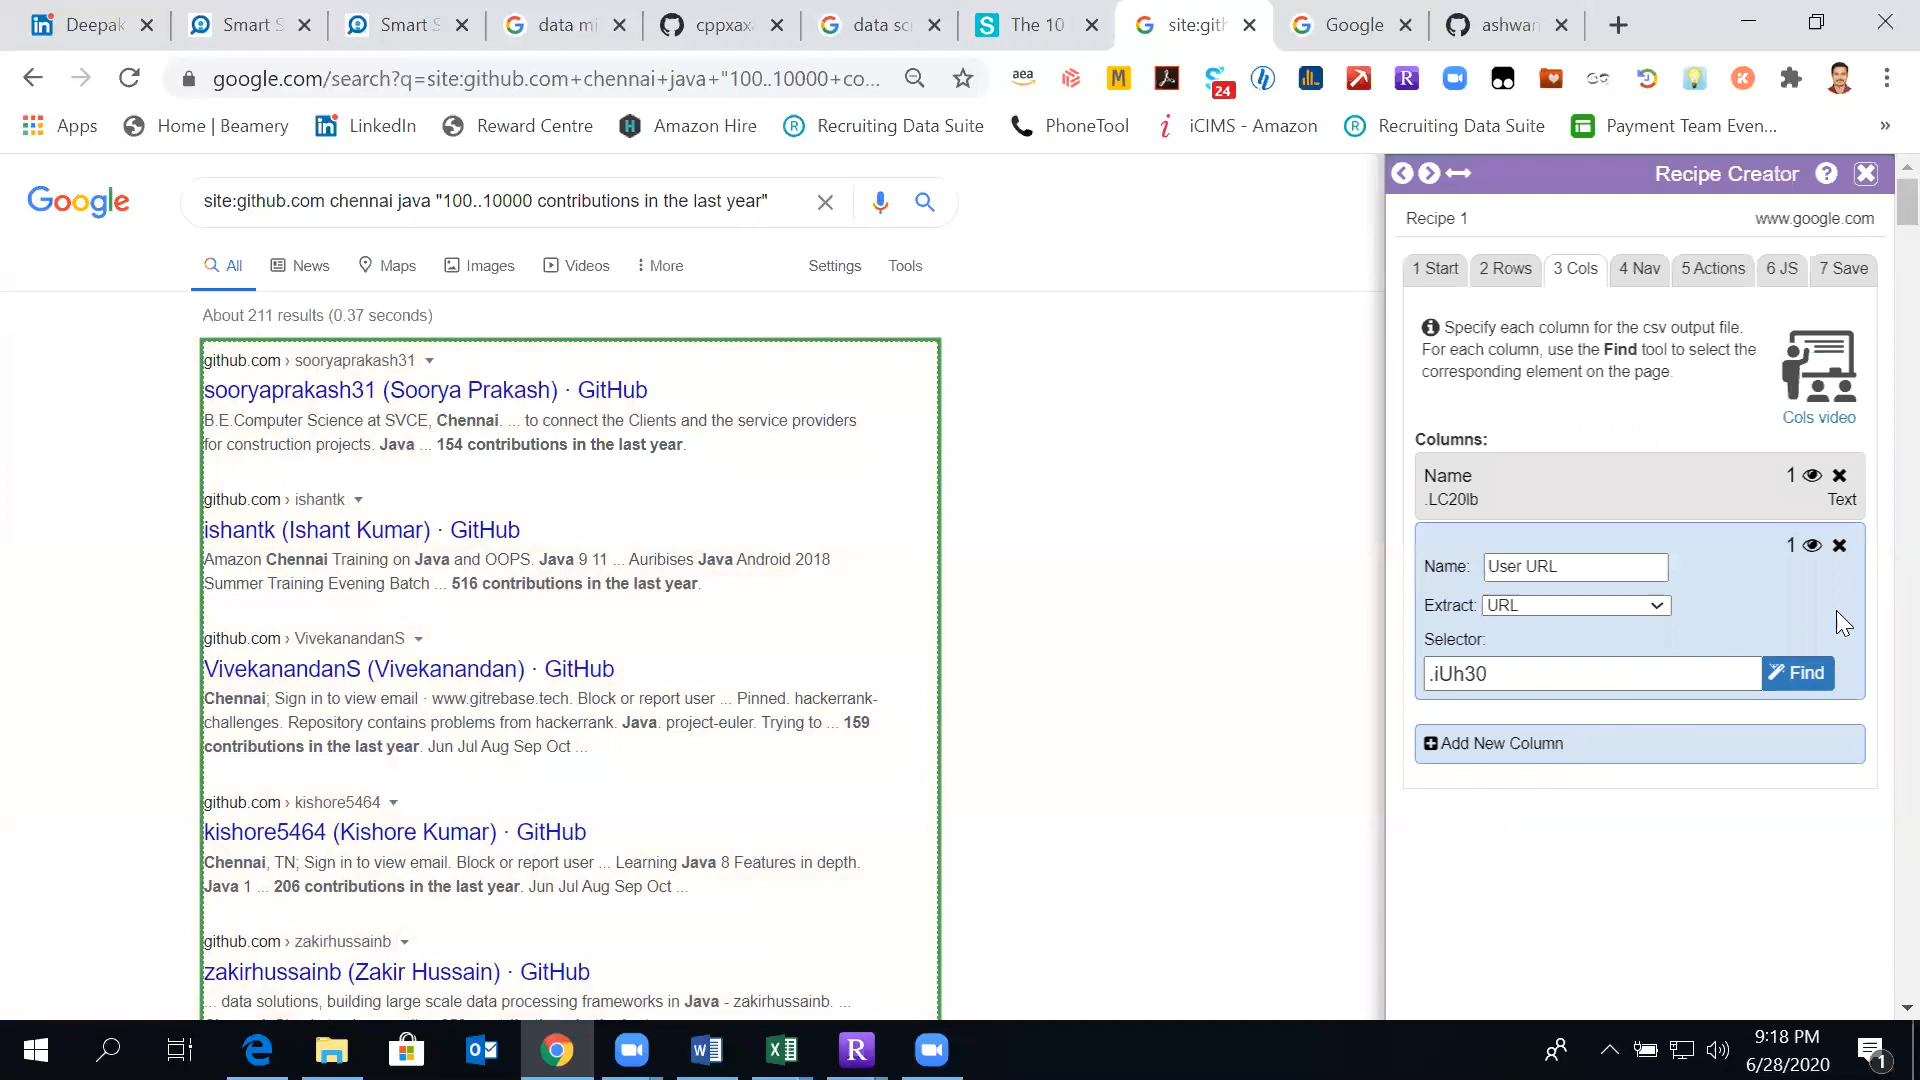 Deepak
Smart S
Smart S
data mi
cppxax
data sc
The 10
site:gith
Google
ashwan
google.com/search?q=site:github.com+chennai+java+"100..10000+co...
aea
M
24
R
K
Apps
Home | Beamery
LinkedIn
Reward Centre
Amazon Hire
Recruiting Data Suite
PhoneTool
iCIMS - Amazon
Recruiting Data Suite
Payment Team Even...
»
Google
site:github.com chennai java "100..10000 contributions in the last year"
All
News
Maps
Images
Videos
More
Settings
Tools
About 211 results (0.37 seconds)
github.com › sooryaprakash31
sooryaprakash31 (Soorya Prakash) · GitHub
B.E.Computer Science at SVCE, Chennai. ... to connect the Clients and the service providers
for construction projects. Java ... 154 contributions in the last year.
github.com › ishantk
ishantk (Ishant Kumar) · GitHub
Amazon Chennai Training on Java and OOPS. Java 9 11 ... Auribises Java Android 2018
Summer Training Evening Batch ... 516 contributions in the last year.
github.com › VivekanandanS
VivekanandanS (Vivekanandan) · GitHub
Chennai; Sign in to view email · www.gitrebase.tech. Block or report user ... Pinned. hackerrank-
challenges. Repository contains problems from hackerrank. Java. project-euler. Trying to ... 159
contributions in the last year. Jun Jul Aug Sep Oct ...
github.com › kishore5464
kishore5464 (Kishore Kumar) · GitHub
Chennai, TN; Sign in to view email. Block or report user ... Learning Java 8 Features in depth.
Java 1 ... 206 contributions in the last year. Jun Jul Aug Sep Oct ...
github.com › zakirhussainb
zakirhussainb (Zakir Hussain) · GitHub
... data solutions, building large scale data processing frameworks in Java - zakirhussainb. ...
Recipe Creator
Recipe 1
www.google.com
1 Start
2 Rows
3 Cols
4 Nav
5 Actions
6 JS
7 Save
Specify each column for the csv output file.
For each column, use the Find tool to select the
corresponding element on the page.
Cols video
Columns:
Name
1
.LC20lb
Text
1
Name: User URL
Extract: URL
Selector:
.iUh30
Find
Add New Column
9:18 PM
6/28/2020
1